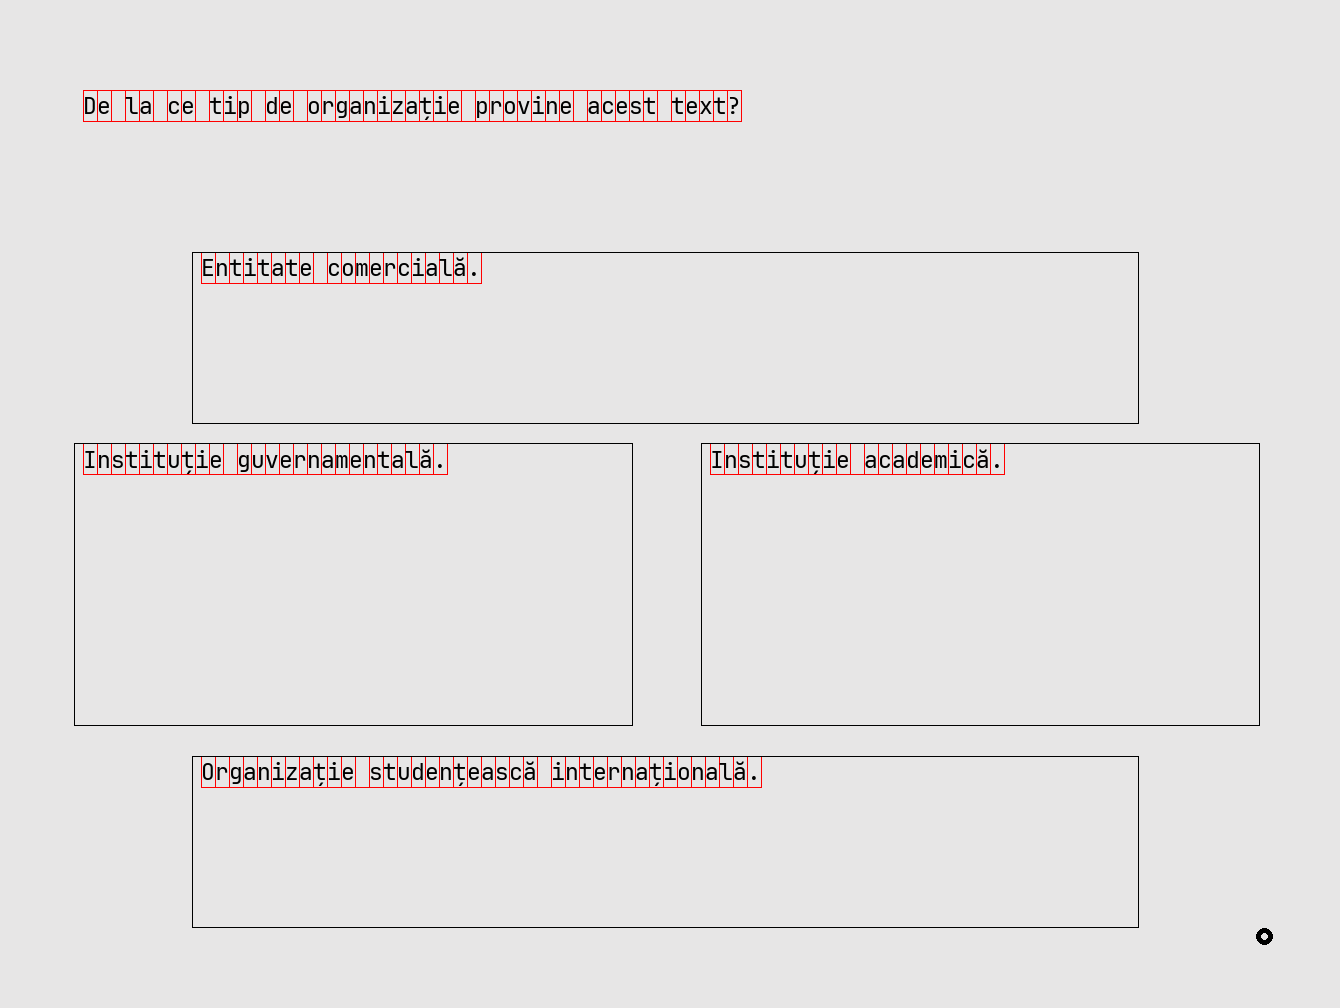 De la ce tip de organizație provine acest text?
Entitate comercială.
Instituție guvernamentală.
Instituție academică.
Organizație studențească internațională.